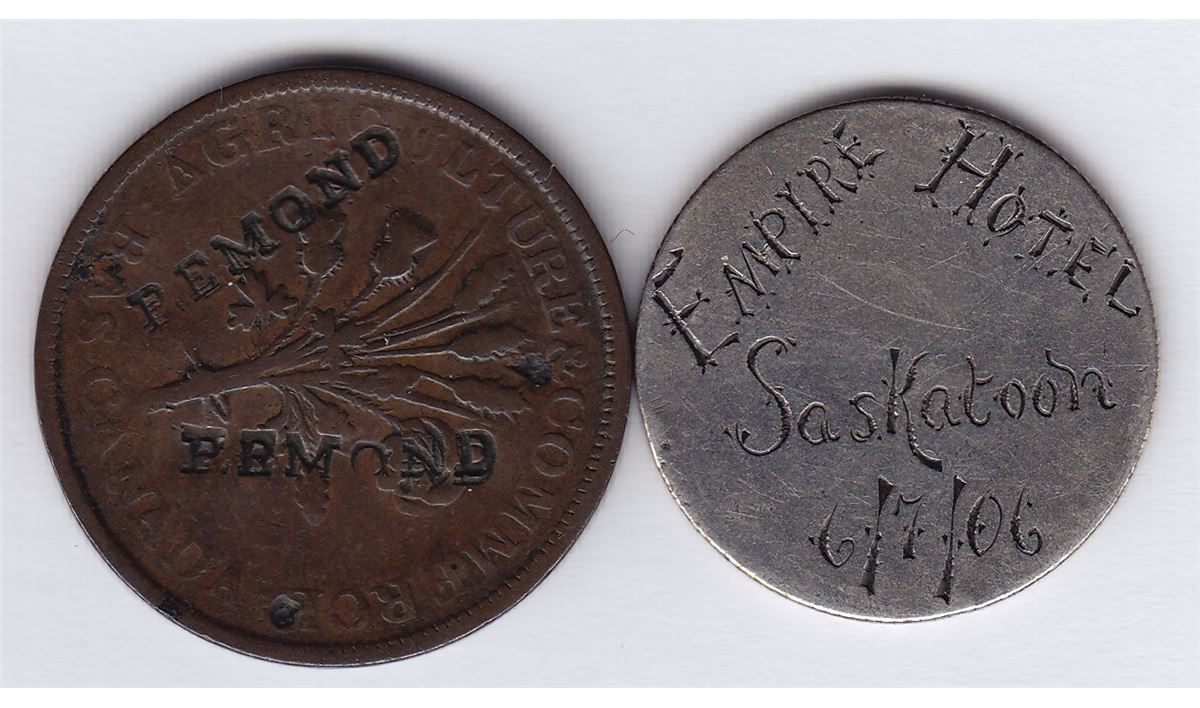 AGRICULTURE & COMMERCE
P.EMOND
P.EMOND
EMPIRE HOTEL
Saskatoon
6/7/06